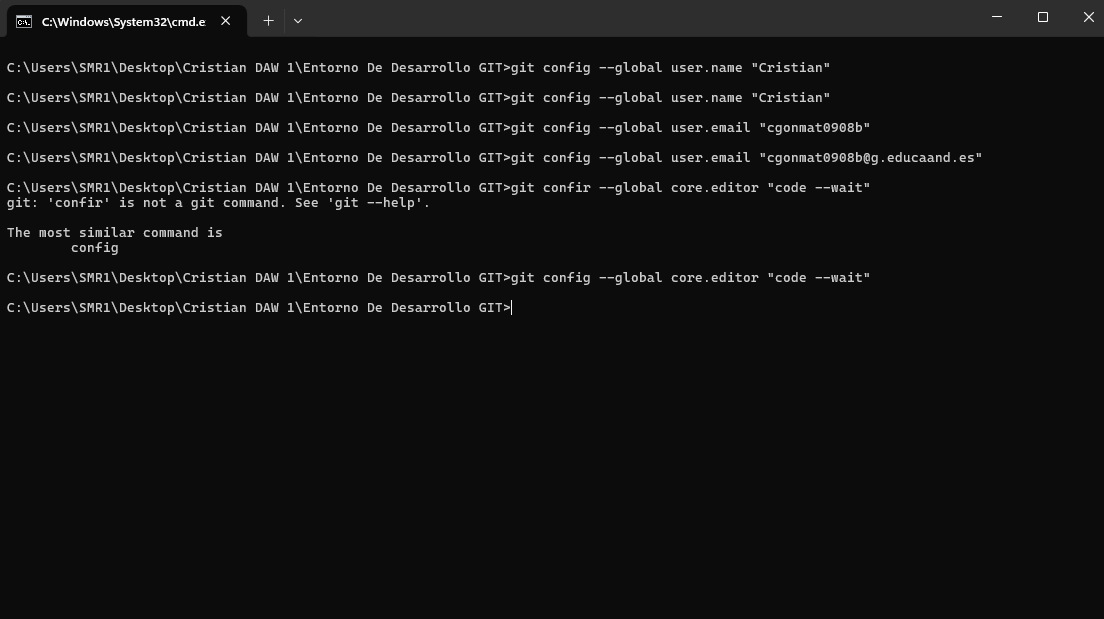 C:\Windows\System32\cmd.e
C:\Users\SMR1\Desktop\Cristian DAW 1\Entorno De Desarrollo GIT>git config --global user.name "Cristian"
C:\Users\SMR1\Desktop\Cristian DAW 1\Entorno De Desarrollo GIT>git config --global user.name "Cristian"
C:\Users\SMR1\Desktop\Cristian DAW 1\Entorno De Desarrollo GIT>git config --global user.email "cgonmat0908b"
C:\Users\SMR1\Desktop\Cristian DAW 1\Entorno De Desarrollo GIT>git config --global user.email "cgonmat0908b@g.educaand.es"
C:\Users\SMR1\Desktop\Cristian DAW 1\Entorno De Desarrollo GIT>git confir --global core.editor "code --wait"
git: 'confir' is not a git command. See 'git --help'.
The most similar command is
config
C:\Users\SMR1\Desktop\Cristian DAW 1\Entorno De Desarrollo GIT>git config --global core.editor "code --wait"
C:\Users\SMR1\Desktop\Cristian DAW 1\Entorno De Desarrollo GIT>